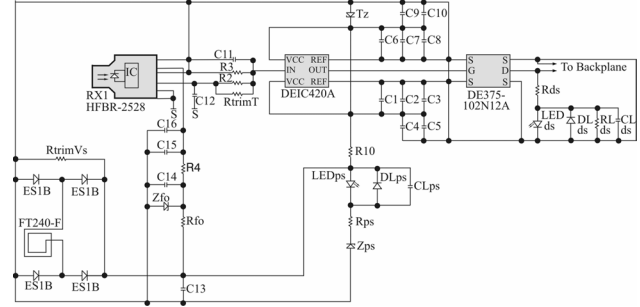 Tz
C9
C10
C6
C7
C8
C11
IC
R3
R2
RtrimT
RX1
HFBR-2528
S
C12
S
VCC REF
IN OUT
VCC REF
DEIC420A
S S
G D
S S
DE375-
102N12A
To Backplane
Rds
C1
C2
C3
C4
C5
LED
ds
DL
ds
RL
ds
CL
ds
C16
C15
R4
C14
Zfo
Rfo
C13
RtrimVs
ES1B
ES1B
FT240-F
ES1B
ES1B
R10
LEDps
DLps
CLps
Rps
Zps